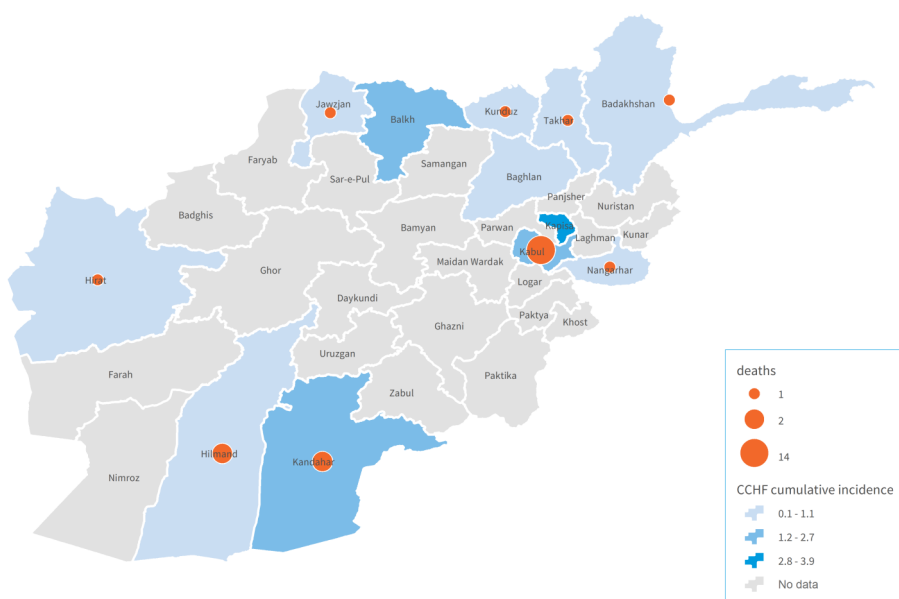 Jawzjan
Balkh
Kunduz
Takhar
Badakhshan
Faryab
Sar-e-Pul
Samangan
Baghlan
Badghis
Bamyan
Parwan
Panjsher
Nuristan
Kapisa
Laghman
Kunar
Kabul
Maidan Wardak
Nangarhar
Hirat
Ghor
Logar
Daykundi
Paktya
Khost
Ghazni
Uruzgan
Farah
Zabul
Paktika
Hilmand
Kandahar
Nimroz
deaths
1
2
14
CCHF cumulative incidence
0.1 - 1.1
1.2 - 2.7
2.8 - 3.9
No data